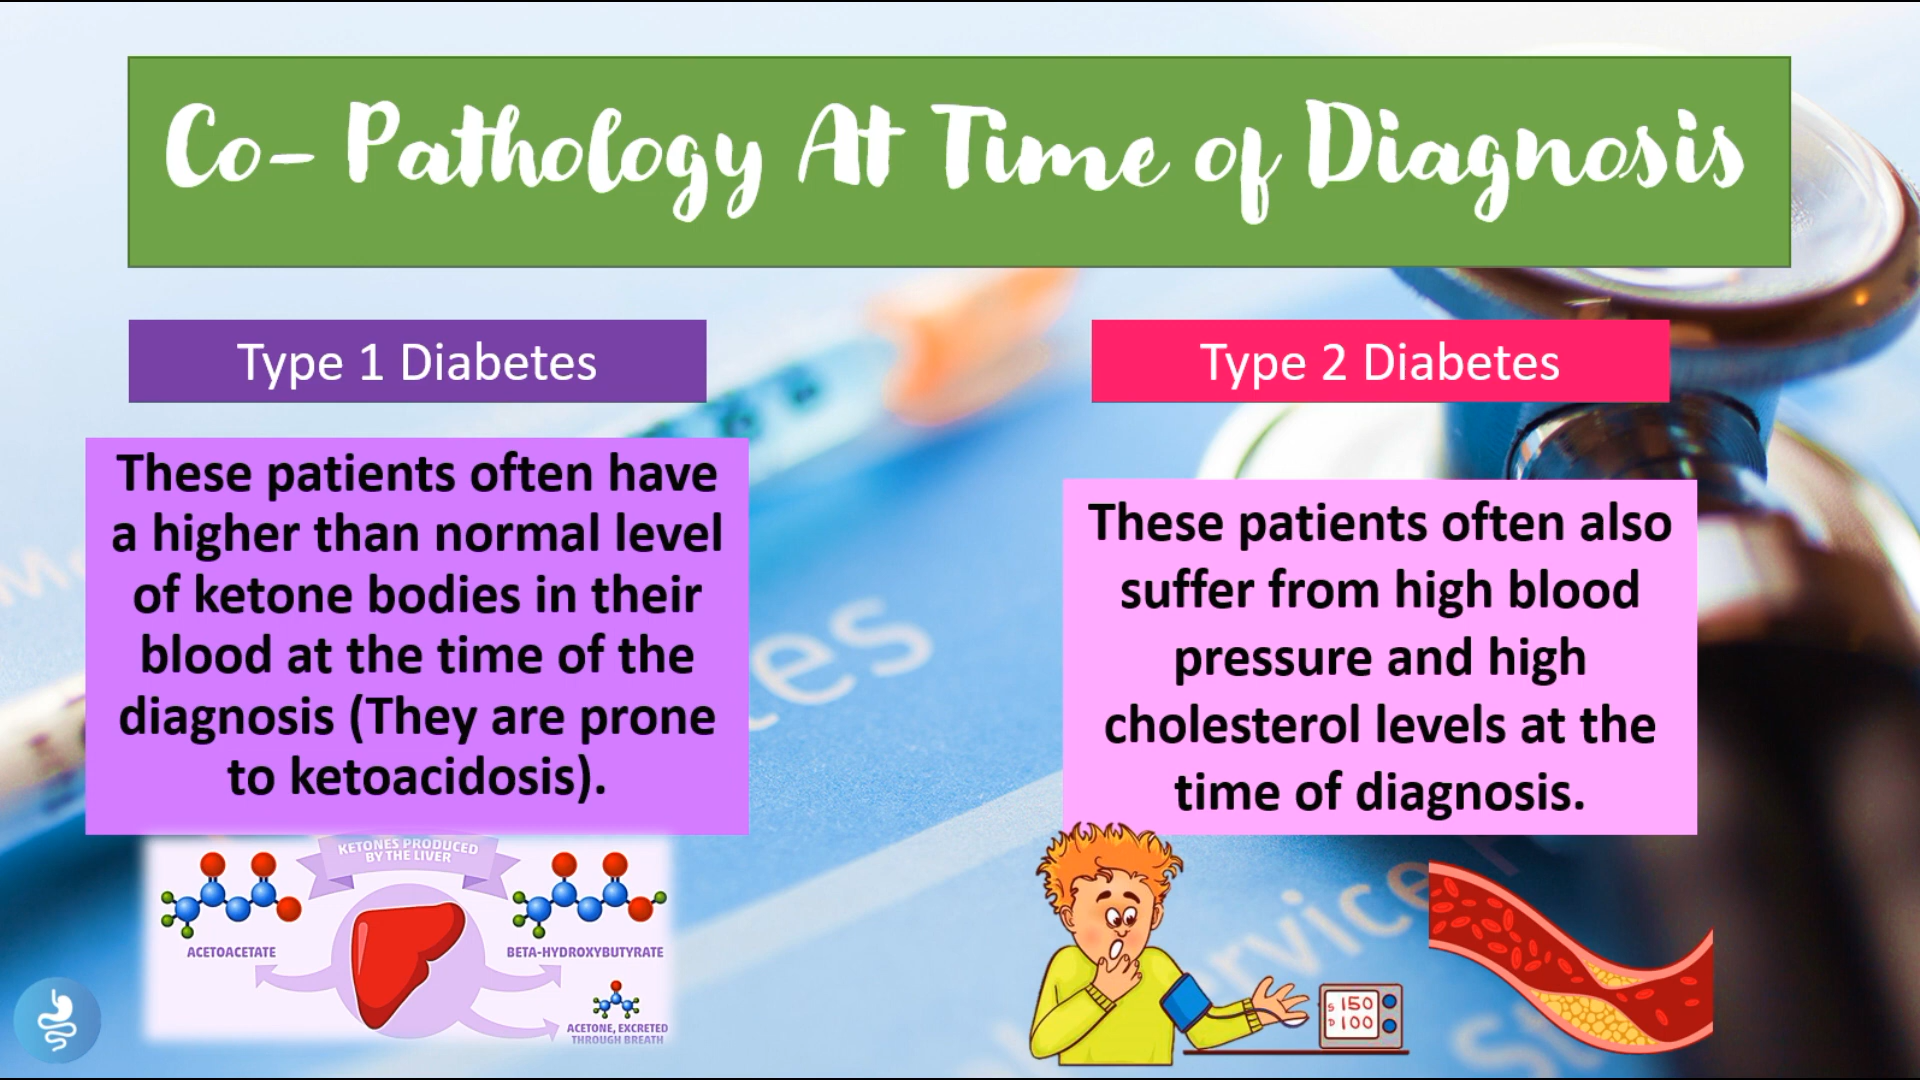 Co- Pathology At Time of Diagnosis
Type 1 Diabetes
These patients often have
a higher than normal level
of ketone bodies in their
blood at the time of the
diagnosis (They are prone
to ketoacidosis).
KETONES PRODUCED
BY THE LIVER
ACETOACETATE
BETA-HYDROXYBUTYRATE
ACETONE, EXCRETED
THROUGH BREATH
Type 2 Diabetes
These patients often also
suffer from high blood
pressure and high
cholesterol levels at the
time of diagnosis.
S 150
D 100